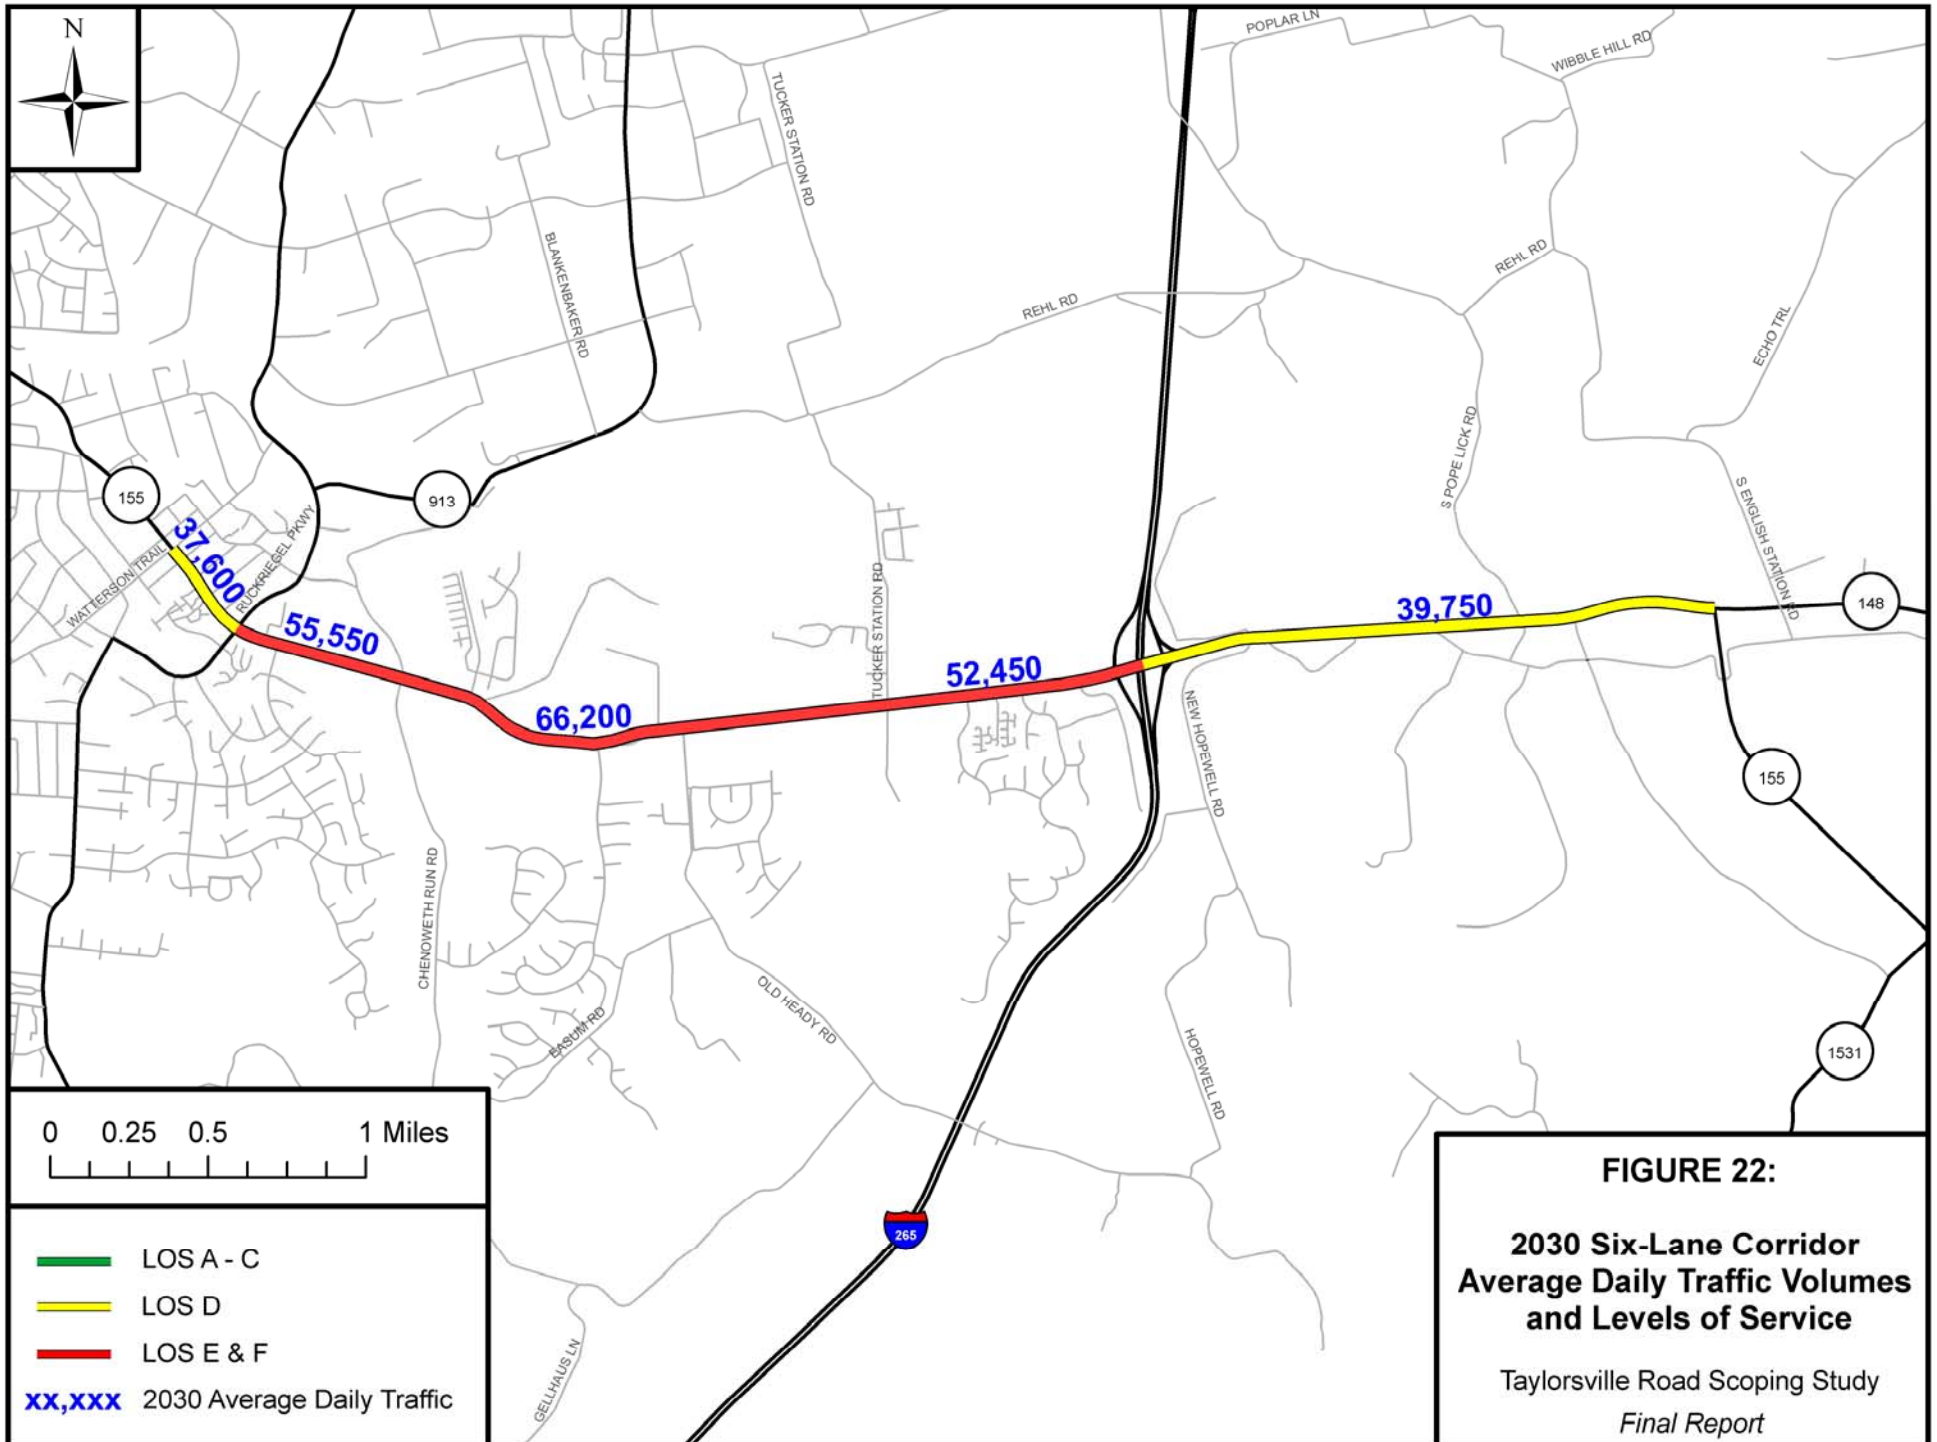 N
POPLAR LN
WIBBLE HILL RD
TUCKER STATION RD
BLANKENBAKER RD
REHL RD
REHL RD
ECHO TRL
S POPE LICK RD
S ENGLISH STATION RD
155
913
WATTERSON TRAIL
37,600
RUCKRIEGEL PKWY
55,550
66,200
TUCKER STATION RD
52,450
39,750
148
NEW HOPEWELL RD
155
CHENOWETH RUN RD
OLD HEADY RD
EASUM RD
HOPEWELL RD
1531
265
GELLHAUS LN
0 0.25 0.5 1 Miles
LOS A - C
LOS D
LOS E & F
xx,xxx 2030 Average Daily Traffic
FIGURE 22:
2030 Six-Lane Corridor
Average Daily Traffic Volumes
and Levels of Service
Taylorsville Road Scoping Study
Final Report